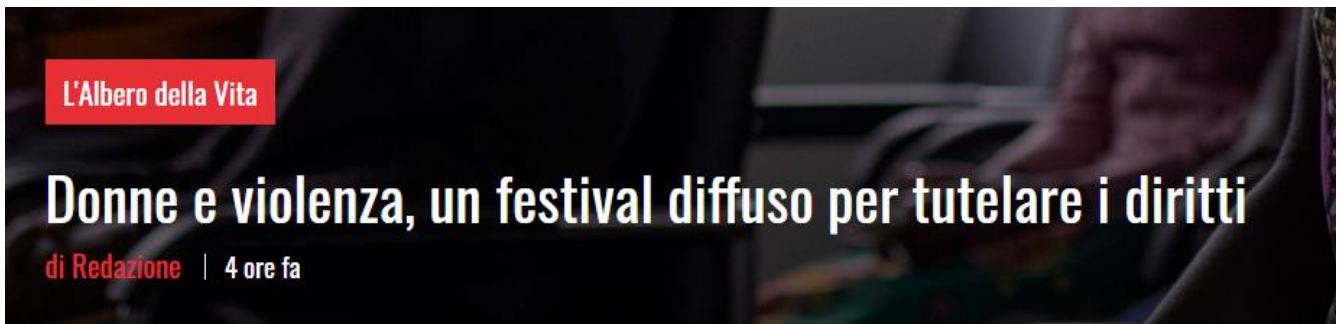 L'Albero della Vita
Donne e violenza, un festival diffuso per tutelare i diritti
di Redazione | 4 ore fa